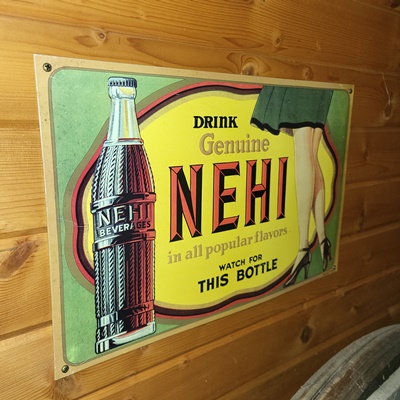 DRINK
Genuine
NEHI
in all popular flavors
WATCH FOR
THIS BOTTLE
NEHI
BEVERAGES